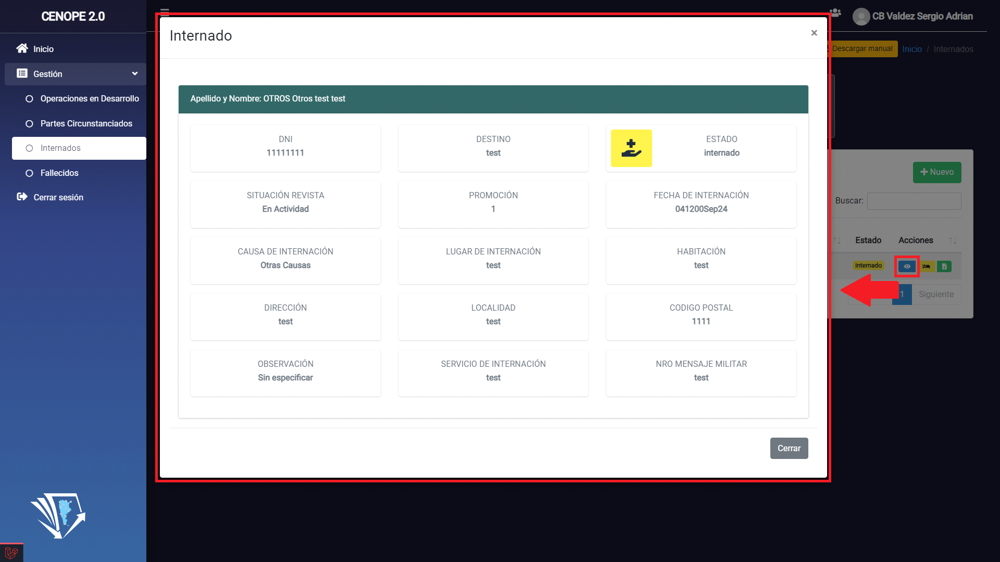 CENOPE 2.0
CB Valdez Sergio Adrian
Inicio
Gestión
Operaciones en Desarrollo
Partes Circunstanciados
Internados
Fallecidos
Cerrar sesión
Descargar manual
Inicio / Internados
Internado
×
Apellido y Nombre: OTROS Otros test test
DNI
11111111
DESTINO
test
ESTADO
internado
SITUACIÓN REVISTA
En Actividad
PROMOCIÓN
1
FECHA DE INTERNACIÓN
041200Sep24
CAUSA DE INTERNACIÓN
Otras Causas
LUGAR DE INTERNACIÓN
test
HABITACIÓN
test
DIRECCIÓN
test
LOCALIDAD
test
CODIGO POSTAL
1111
OBSERVACIÓN
Sin especificar
SERVICIO DE INTERNACIÓN
test
NRO MENSAJE MILITAR
test
Cerrar
Nuevo
Buscar:
Estado Acciones
internado
1 Siguiente